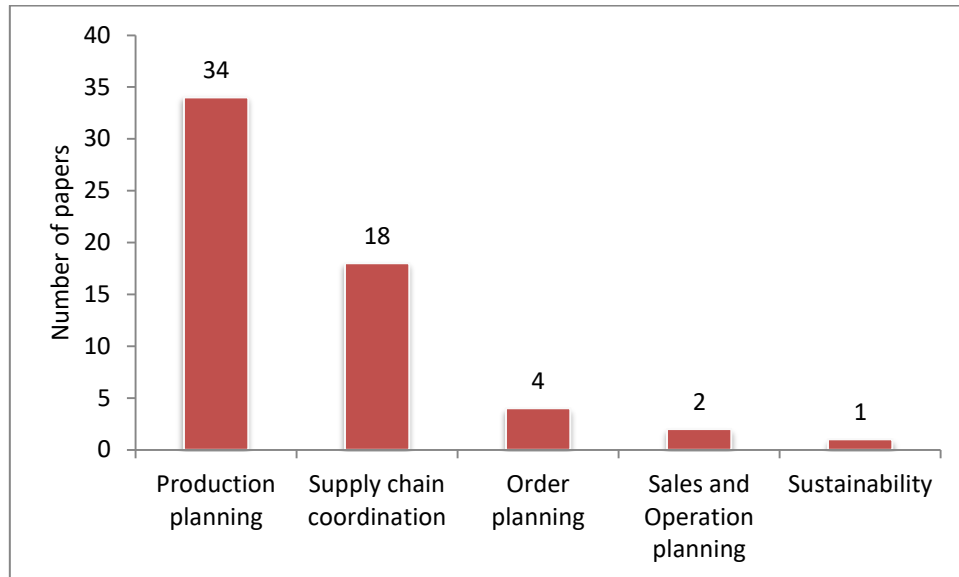 Number of papers
40
35
30
25
20
15
10
5
0
34
18
4
2
1
Production
planning
Supply chain
coordination
Order
planning
Sales and
Operation
planning
Sustainability